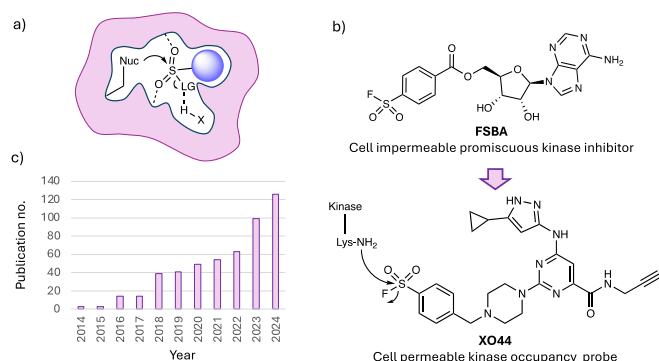 a)
Nuc
O
S
O
LG
H
X
b)
O
O
O
F
S
O
O
HO
OH
N
N
N
N
NH₂
FSBA
Cell impermeable promiscuous kinase inhibitor
c)
Publication no.
140
120
100
80
60
40
20
0
2014
2015
2016
2017
2018
2019
2020
2021
2022
2023
2024
Year
Kinase
Lys-NH₂
HN
N
NH
O
O
S
F
N
N
N
N
H
N
O
XO44
Cell permeable kinase occupancy probe